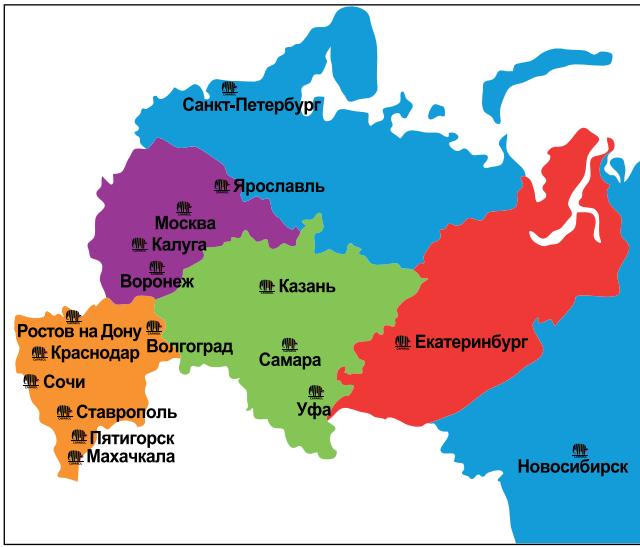 Санкт-Петербург
Ярославль
Москва
Калуга
Воронеж
Казань
Ростов на Дону
Волгоград
Краснодар
Екатеринбург
Самара
Сочи
Уфа
Ставрополь
Пятигорск
Махачкала
Новосибирск